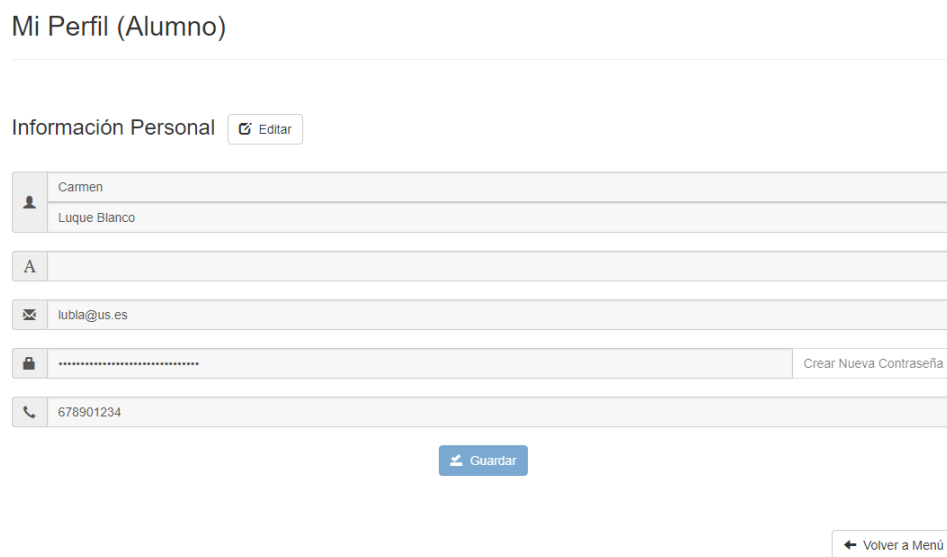 Mi Perfil (Alumno)
Información Personal Editar
Carmen
Luque Blanco
A
lubla@us.es
•••••••••••••••••••••••••••••••• Crear Nueva Contraseña
678901234
Guardar
Volver a Menú